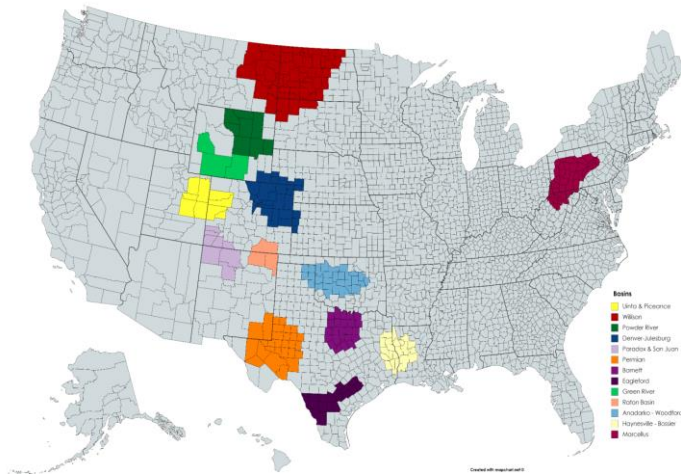 Basins
Uinta & Piceance
Williston
Powder River
Denver-Julesburg
Paradox & San Juan
Permian
Barnett
Eagleford
Green River
Raton Basin
Anadarko - Woodford
Haynesville - Bossier
Marcellus
Created with mapchart.net ©